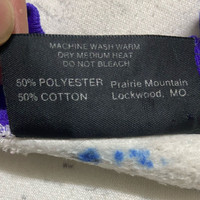 MACHINE WASH WARM
DRY MEDIUM HEAT
DO NOT BLEACH
50% POLYESTER Prairie Mountain
50% COTTON Lockwood, MO.